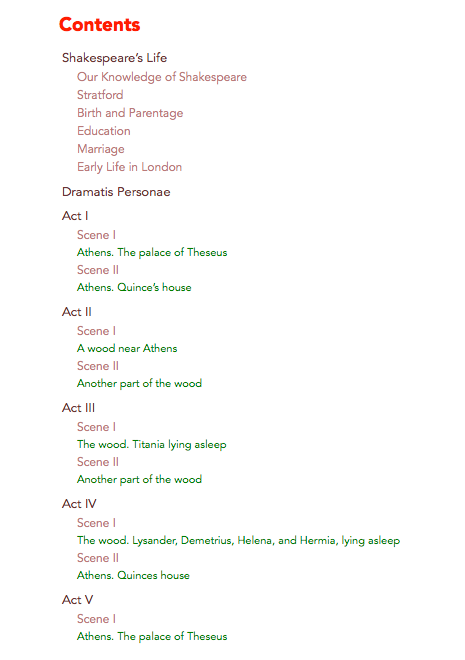 Contents
Shakespeare’s Life
Our Knowledge of Shakespeare
Stratford
Birth and Parentage
Education
Marriage
Early Life in London
Dramatis Personae
Act I
Scene I
Athens. The palace of Theseus
Scene II
Athens. Quince’s house
Act II
Scene I
A wood near Athens
Scene II
Another part of the wood
Act III
Scene I
The wood. Titania lying asleep
Scene II
Another part of the wood
Act IV
Scene I
The wood. Lysander, Demetrius, Helena, and Hermia, lying asleep
Scene II
Athens. Quinces house
Act V
Scene I
Athens. The palace of Theseus